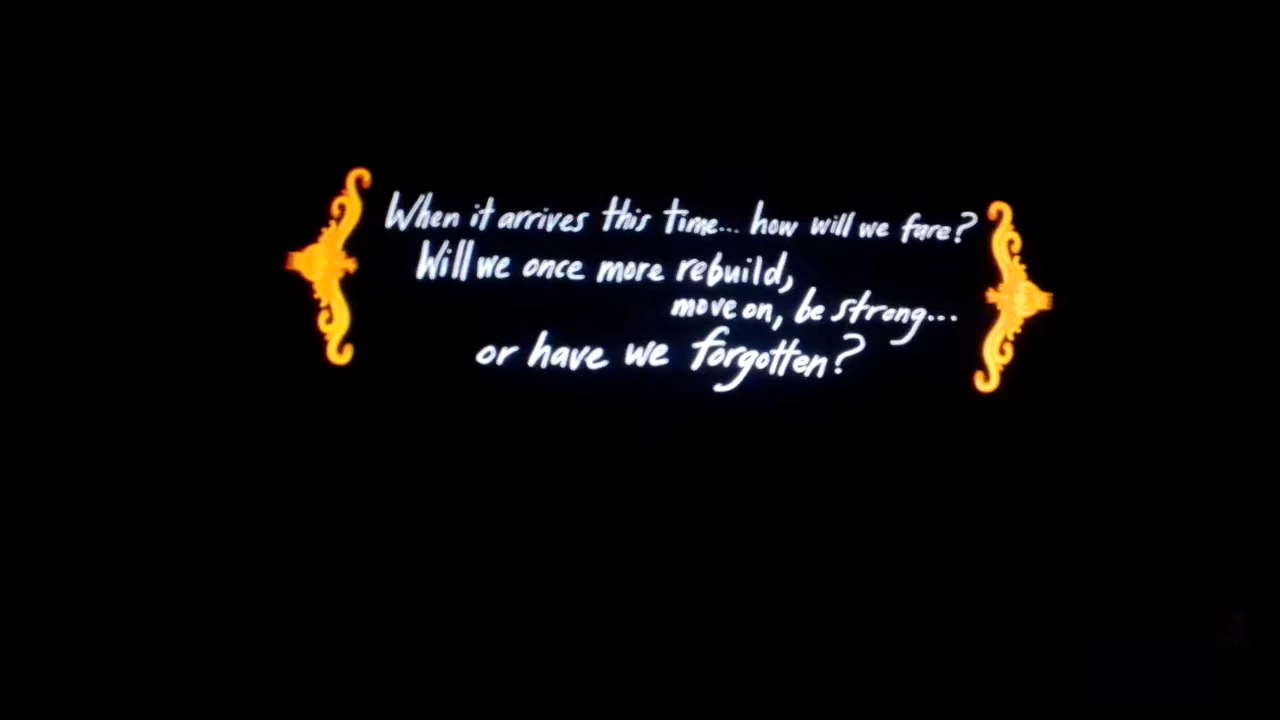 When it arrives this time... how will we fare?
Will we once more rebuild,
move on, be strong...
or have we forgotten?